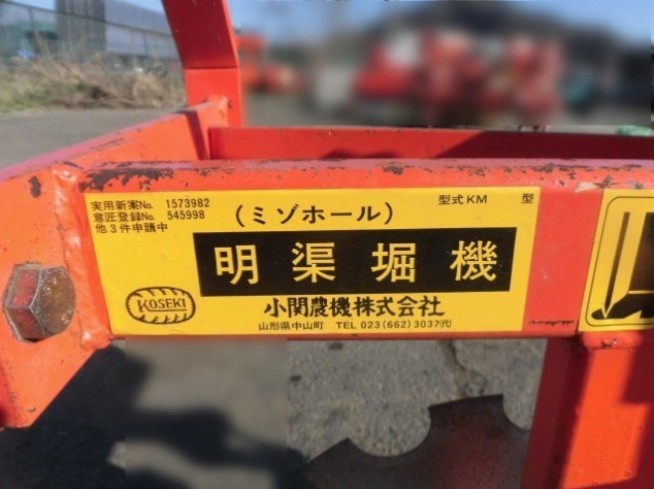 実用新案No. 1573982
意匠登録No. 545998
他3件申請中
(ミゾホール)
型式KM 型
明渠堀機
KOSEKI
小関農機株式会社
山形県中山町 TEL 023(662)3037㈹